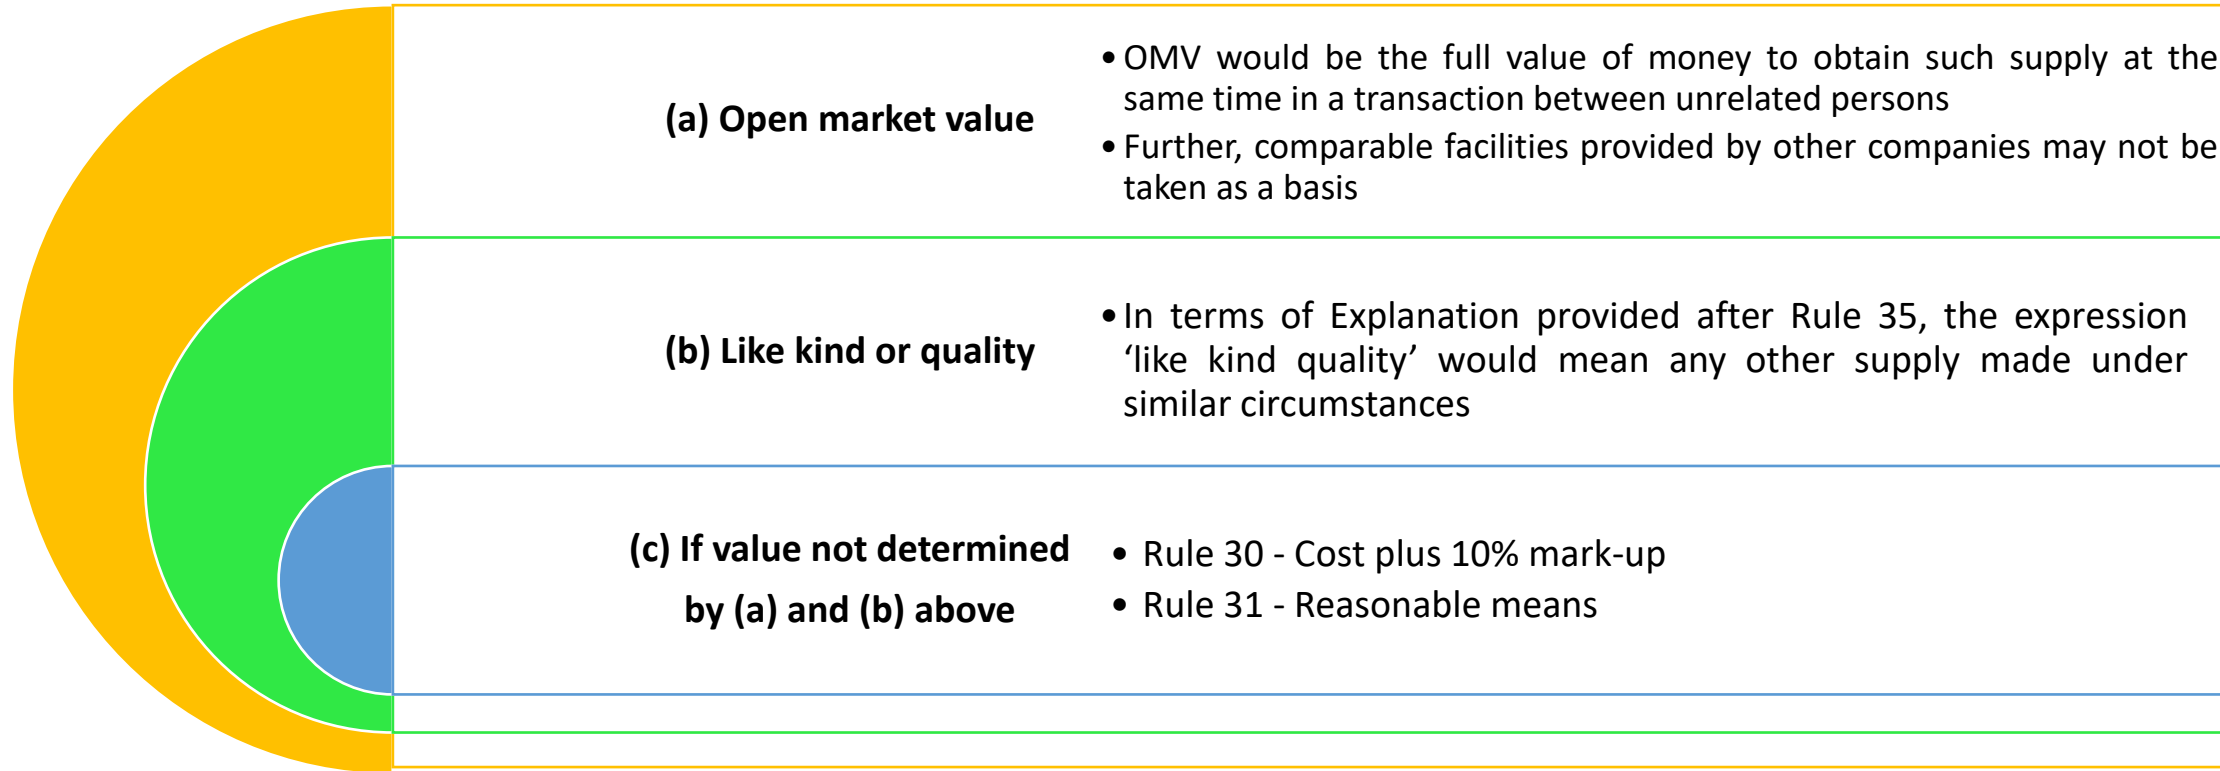 (a) Open market value
• OMV would be the full value of money to obtain such supply at the
same time in a transaction between unrelated persons
• Further, comparable facilities provided by other companies may not be
taken as a basis
(b) Like kind or quality
• In terms of Explanation provided after Rule 35, the expression
‘like kind quality’ would mean any other supply made under
similar circumstances
(c) If value not determined
by (a) and (b) above
• Rule 30 - Cost plus 10% mark-up
• Rule 31 - Reasonable means